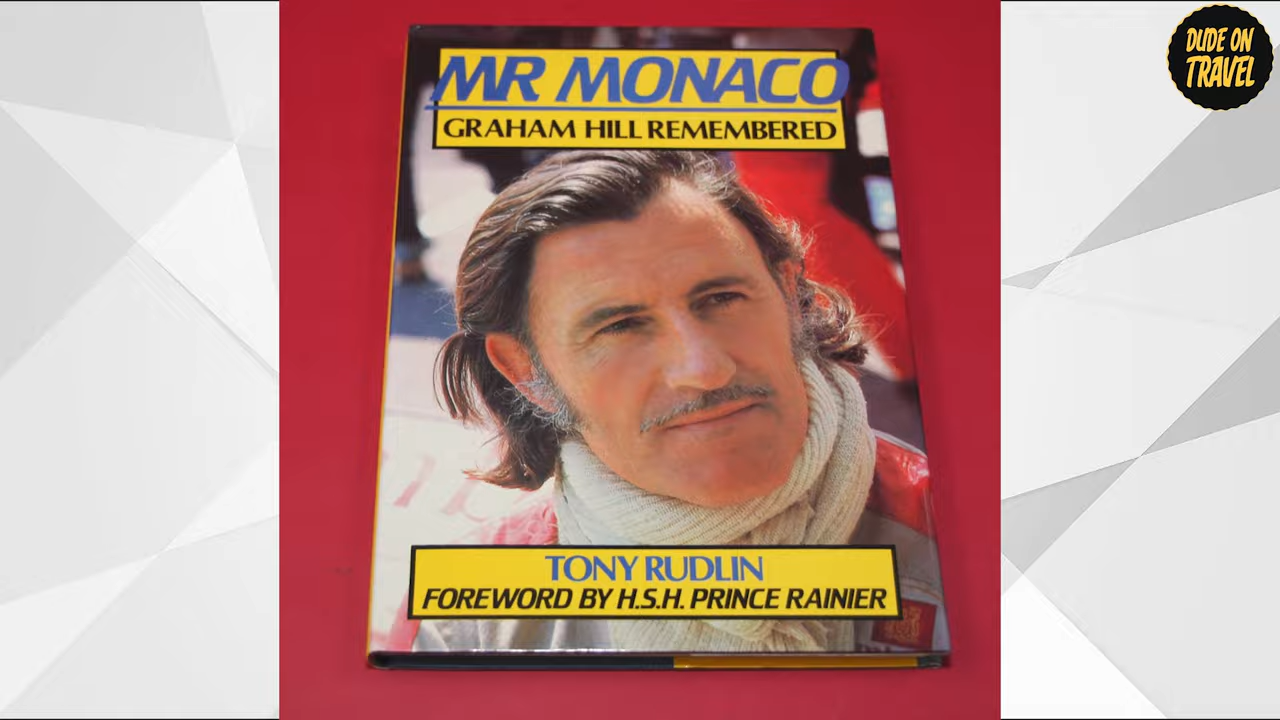 MR MONACO
GRAHAM HILL REMEMBERED
TONY RUDLIN
FOREWORD BY H.S.H. PRINCE RAINIER
DUDE ON
TRAVEL